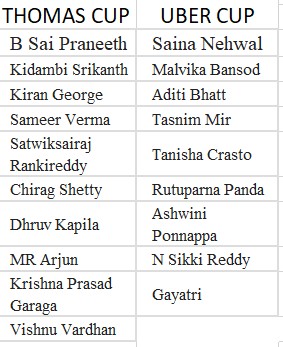 THOMAS CUP UBER CUP
B Sai Praneeth Saina Nehwal
Kidambi Srikanth Malvika Bansod
Kiran George Aditi Bhatt
Sameer Verma Tasnim Mir
Satwiksairaj
Rankireddy
Tanisha Crasto
Chirag Shetty Rutuparna Panda
Dhruv Kapila
Ashwini
Ponnappa
MR Arjun N Sikki Reddy
Krishna Prasad
Garaga
Gayatri
Vishnu Vardhan